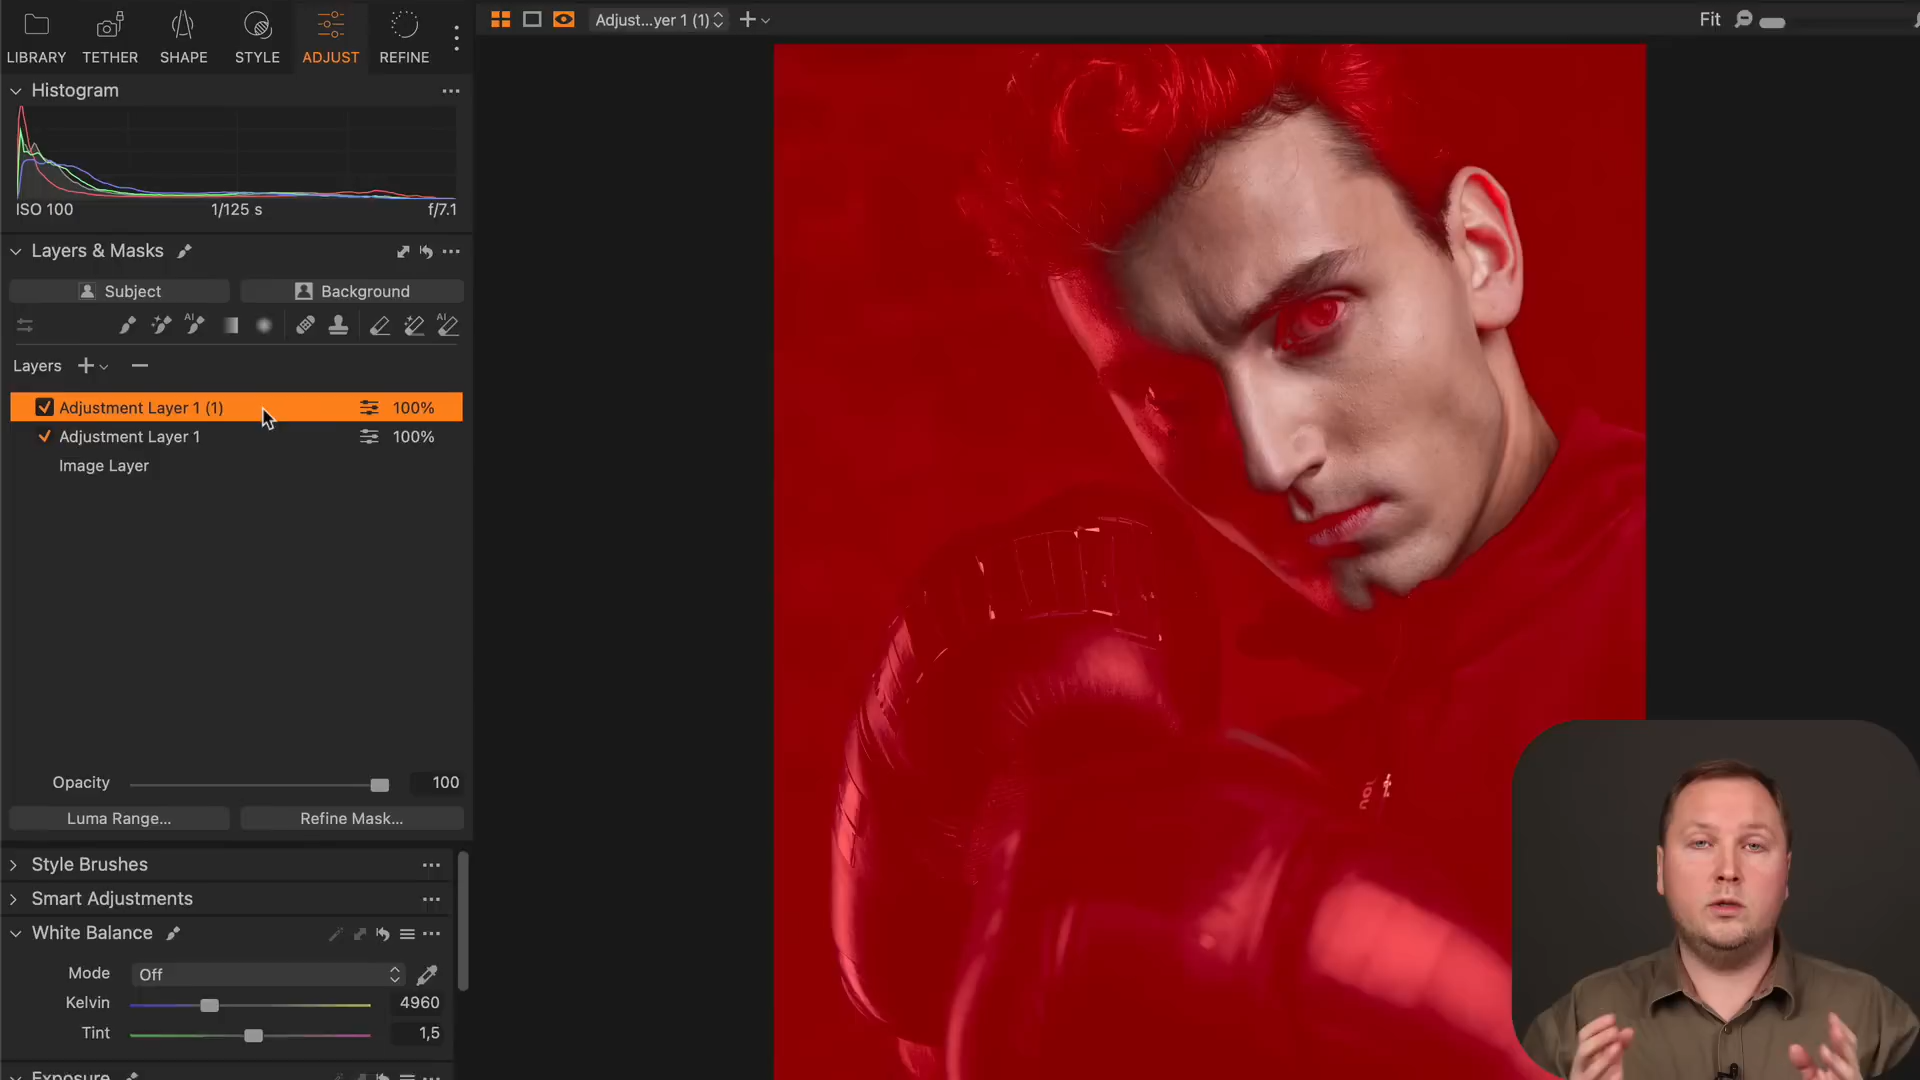 LIBRARY TETHER SHAPE STYLE ADJUST REFINE
Adjust...yer 1 (1)
Fit
Histogram
ISO 100 1/125 s f/7.1
Layers & Masks
Subject Background
AI AI
Layers
Adjustment Layer 1 (1) 100%
Adjustment Layer 1 100%
Image Layer
Opacity 100
Luma Range... Refine Mask...
Style Brushes
Smart Adjustments
White Balance
Mode Off
Kelvin 4960
Tint 1,5
Exposure